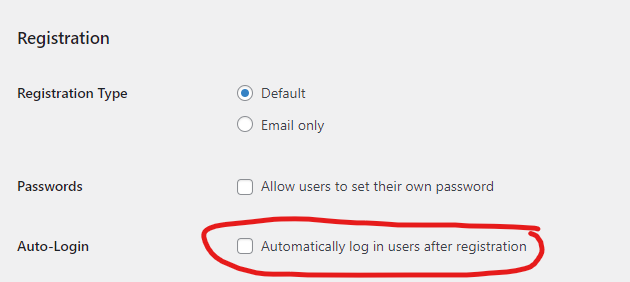 Registration
Registration Type
Default
Email only
Passwords
Allow users to set their own password
Auto-Login
Automatically log in users after registration